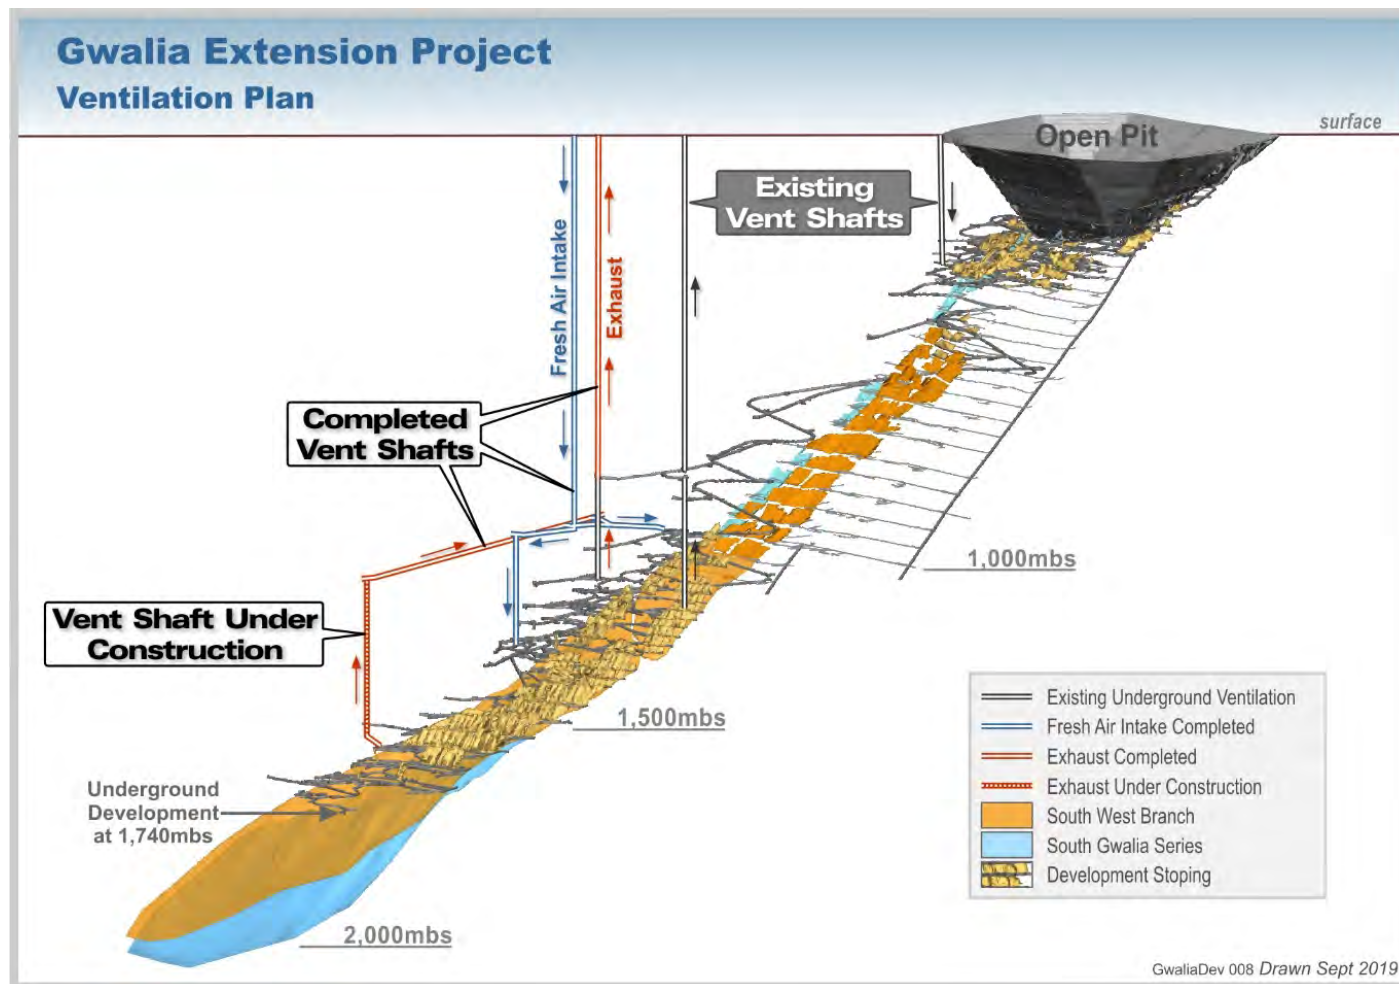 Gwalia Extension Project
Ventilation Plan
surface
Open Pit
Existing
Vent Shafts
Fresh Air Intake
Exhaust
Completed
Vent Shafts
1,000mbs
Vent Shaft Under
Construction
1,500mbs
Underground
Development
at 1,740mbs
2,000mbs
Existing Underground Ventilation
Fresh Air Intake Completed
Exhaust Completed
Exhaust Under Construction
South West Branch
South Gwalia Series
Development Stoping
GwaliaDev 008 Drawn Sept 2019